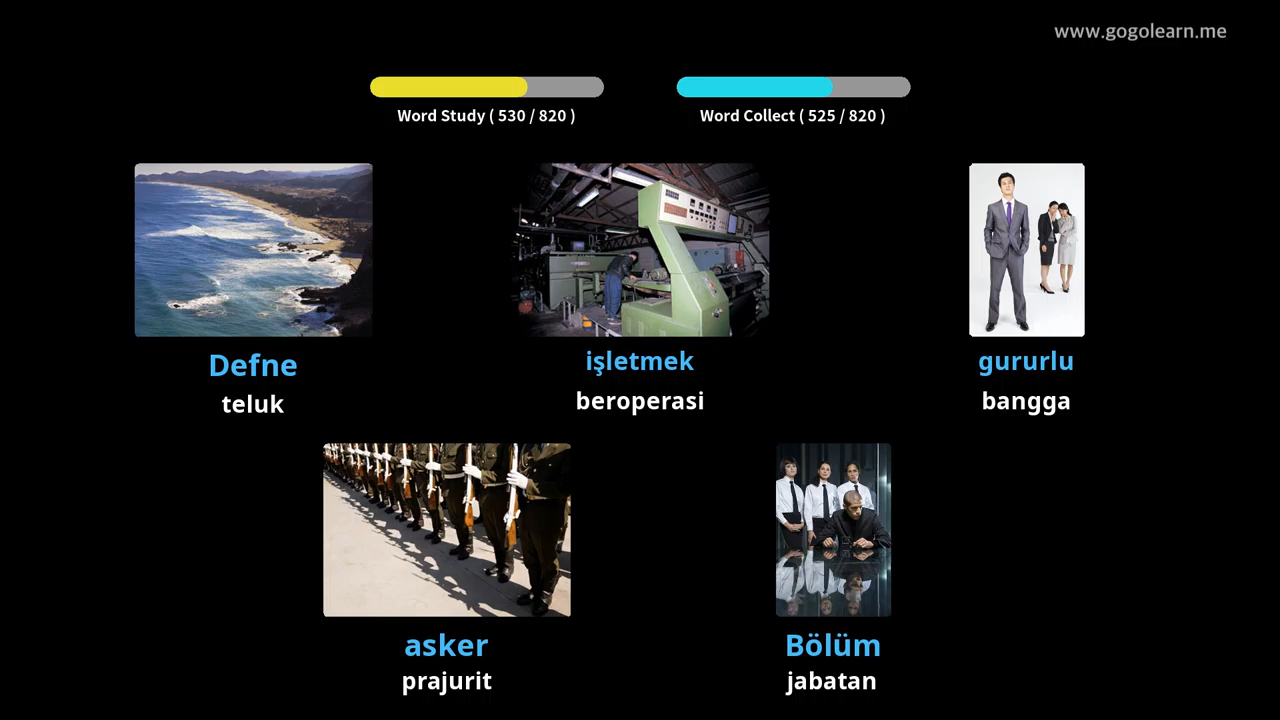 www.gogolearn.me
Word Study ( 530 / 820 )
Word Collect ( 525 / 820 )
Defne
teluk
işletmek
beroperasi
gururlu
bangga
asker
prajurit
Bölüm
jabatan